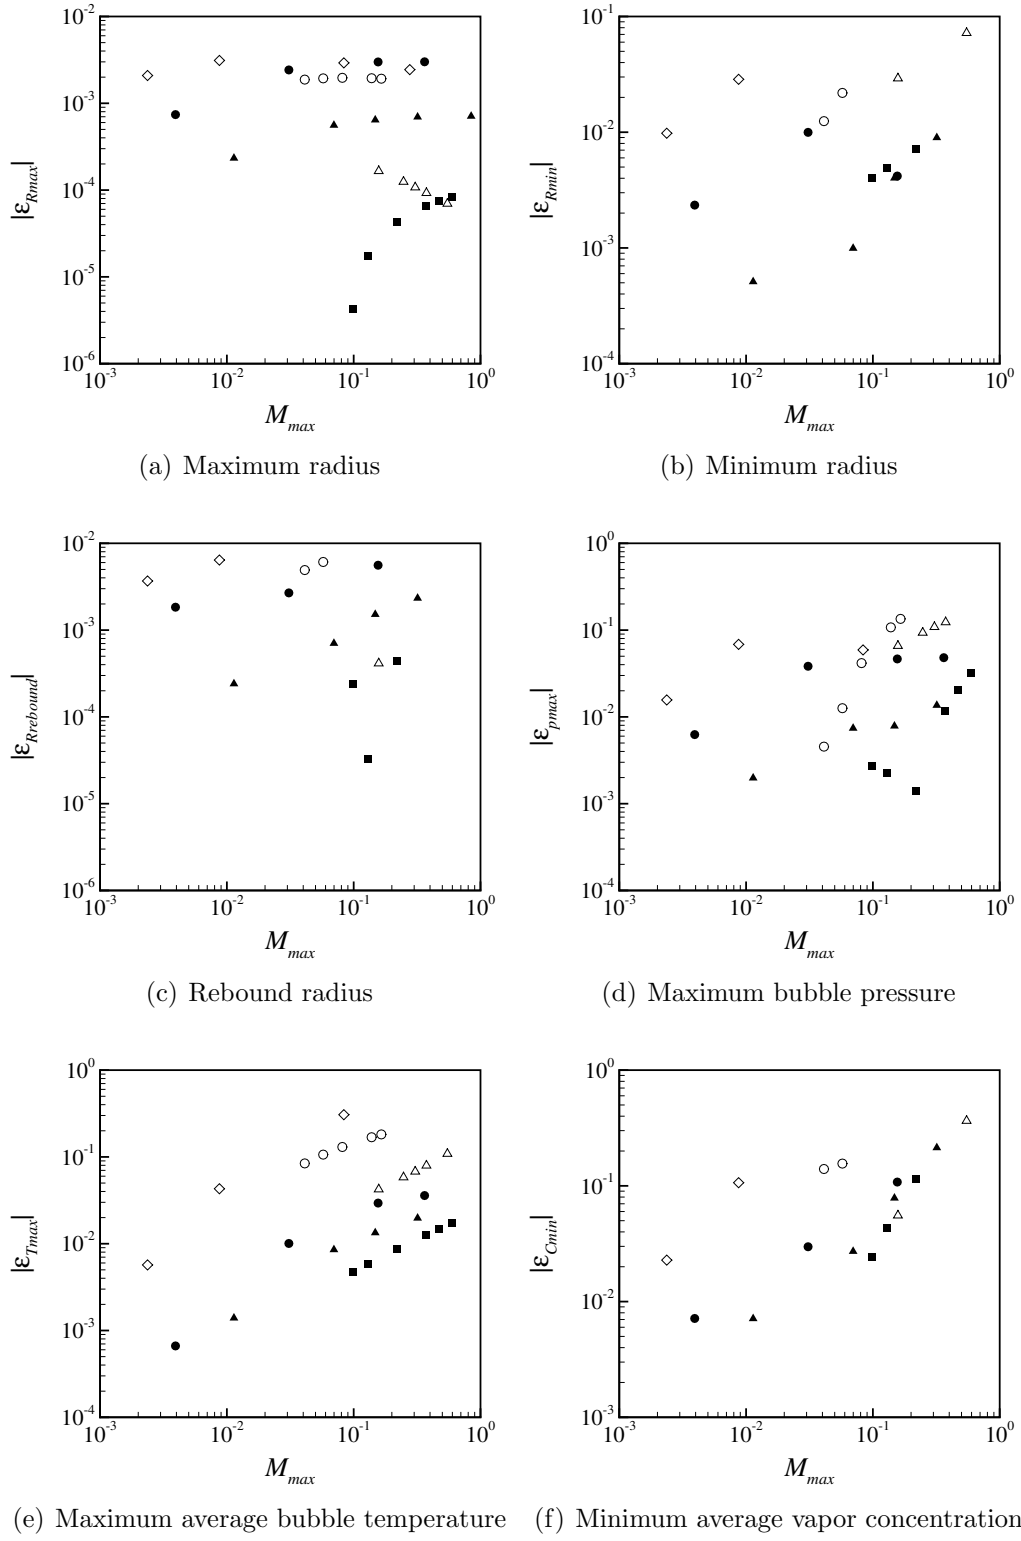 10^-2
10^-3
10^-4
10^-5
10^-6
10^-3 10^-2 10^-1 10^0
|ε_Rmax|
M_max
(a) Maximum radius
10^-1
10^-2
10^-3
10^-4
10^-3 10^-2 10^-1 10^0
|ε_Rmin|
M_max
(b) Minimum radius
10^-2
10^-3
10^-4
10^-5
10^-6
10^-3 10^-2 10^-1 10^0
|ε_Rrebound|
M_max
(c) Rebound radius
10^0
10^-1
10^-2
10^-3
10^-4
10^-3 10^-2 10^-1 10^0
|ε_pmax|
M_max
(d) Maximum bubble pressure
10^0
10^-1
10^-2
10^-3
10^-4
10^-3 10^-2 10^-1 10^0
|ε_Tmax|
M_max
(e) Maximum average bubble temperature
10^0
10^-1
10^-2
10^-3
10^-3 10^-2 10^-1 10^0
|ε_Cmin|
M_max
(f) Minimum average vapor concentration